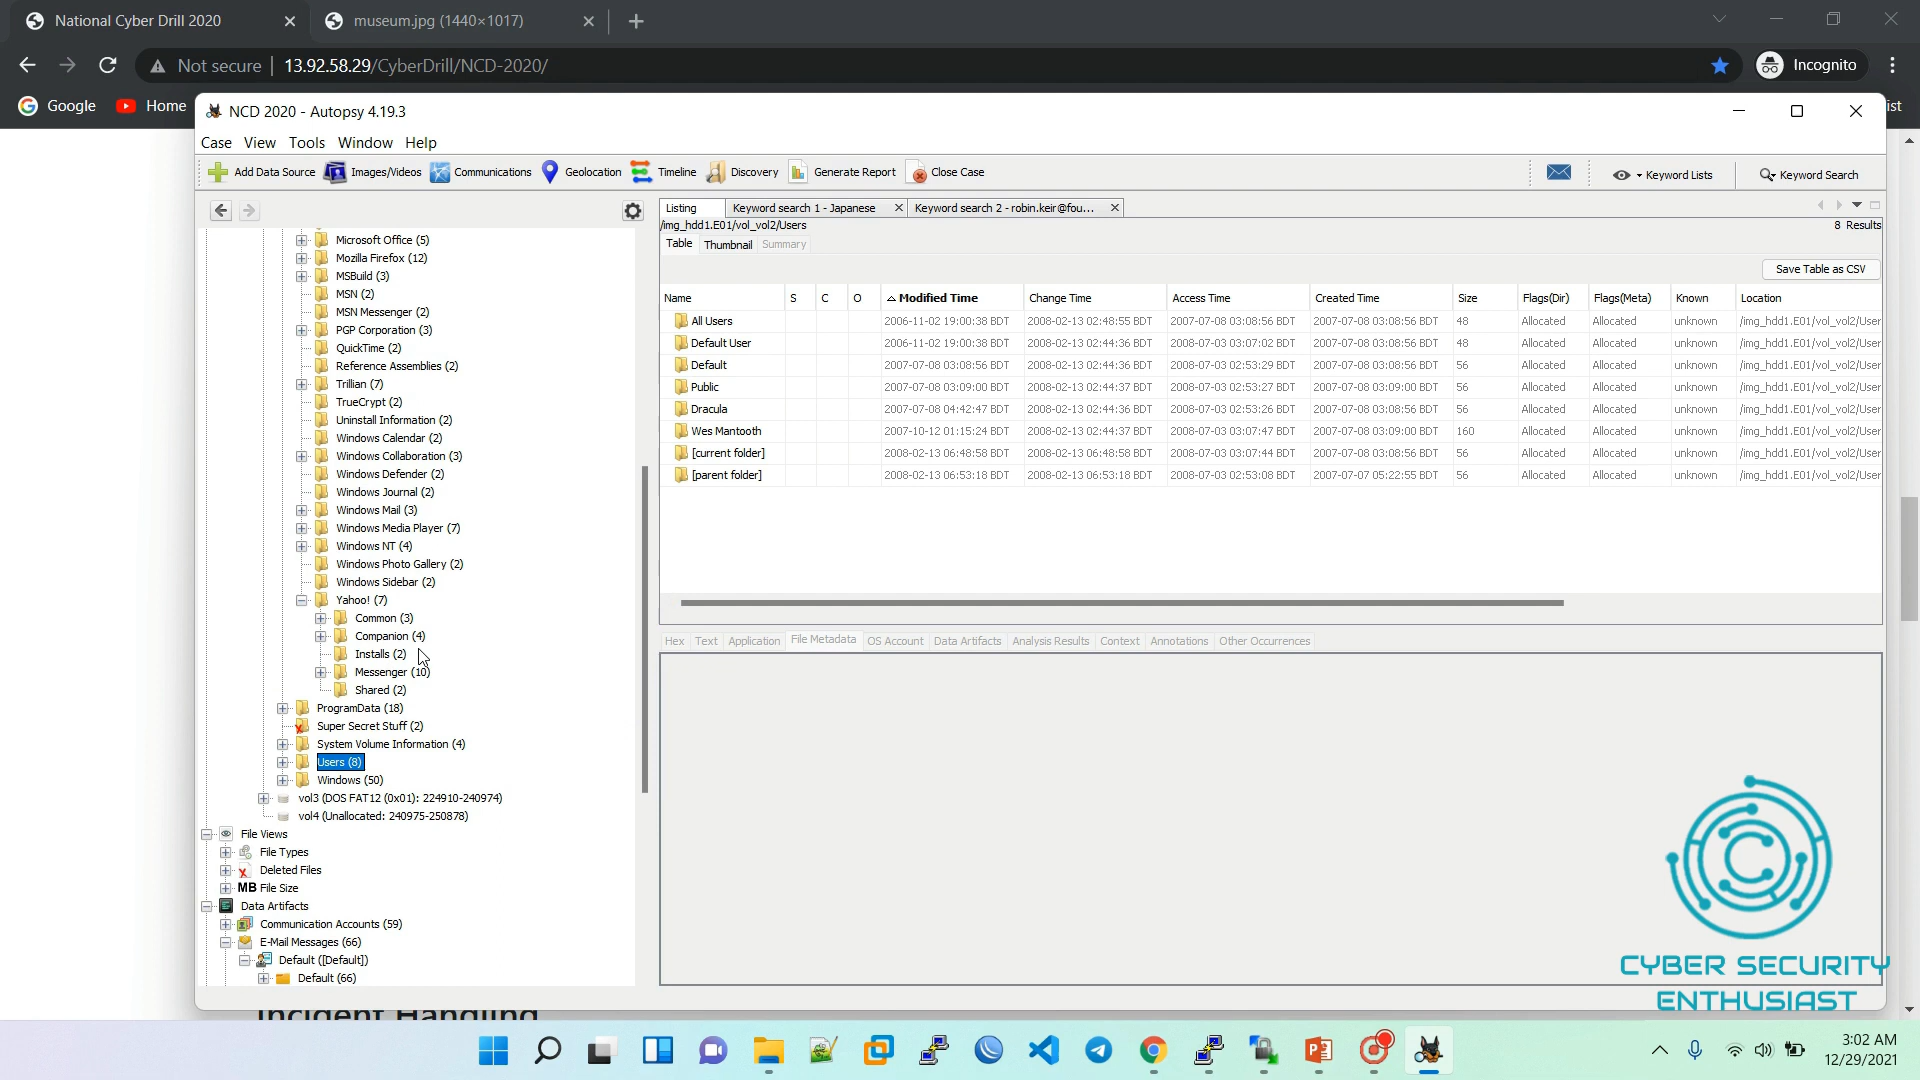 National Cyber Drill 2020
museum.jpg (1440×1017)
Not secure
13.92.58.29/CyberDrill/NCD-2020/
Incognito
Google
Home
ist
NCD 2020 - Autopsy 4.19.3
Case View Tools Window Help
Add Data Source Images/Videos Communications Geolocation Timeline Discovery Generate Report Close Case
Keyword Lists
Keyword Search
Listing
Keyword search 1 - Japanese
Keyword search 2 - robin.keir@fou...
/img_hdd1.E01/vol_vol2/Users
8 Results
Table Thumbnail Summary
Save Table as CSV
Name S C O Modified Time Change Time Access Time Created Time Size Flags(Dir) Flags(Meta) Known Location
All Users 2006-11-02 19:00:38 BDT 2008-02-13 02:48:55 BDT 2007-07-08 03:08:56 BDT 2007-07-08 03:08:56 BDT 48 Allocated Allocated unknown /img_hdd1.E01/vol_vol2/User
Default User 2006-11-02 19:00:38 BDT 2008-02-13 02:44:36 BDT 2008-07-03 03:07:02 BDT 2007-07-08 03:08:56 BDT 48 Allocated Allocated unknown /img_hdd1.E01/vol_vol2/User
Default 2007-07-08 03:08:56 BDT 2008-02-13 02:44:36 BDT 2008-07-03 02:53:29 BDT 2007-07-08 03:08:56 BDT 56 Allocated Allocated unknown /img_hdd1.E01/vol_vol2/User
Public 2007-07-08 03:09:00 BDT 2008-02-13 02:44:37 BDT 2008-07-03 02:53:27 BDT 2007-07-08 03:09:00 BDT 56 Allocated Allocated unknown /img_hdd1.E01/vol_vol2/User
Dracula 2007-07-08 04:42:47 BDT 2008-02-13 02:44:36 BDT 2008-07-03 02:53:26 BDT 2007-07-08 03:08:56 BDT 56 Allocated Allocated unknown /img_hdd1.E01/vol_vol2/User
Wes Mantooth 2007-10-12 01:15:24 BDT 2008-02-13 02:44:37 BDT 2008-07-03 03:07:47 BDT 2007-07-08 03:09:00 BDT 160 Allocated Allocated unknown /img_hdd1.E01/vol_vol2/User
[current folder] 2008-02-13 06:48:58 BDT 2008-02-13 06:48:58 BDT 2008-07-03 03:07:44 BDT 2007-07-08 03:08:56 BDT 56 Allocated Allocated unknown /img_hdd1.E01/vol_vol2/User
[parent folder] 2008-02-13 06:53:18 BDT 2008-02-13 06:53:18 BDT 2008-07-03 02:53:08 BDT 2007-07-07 05:22:55 BDT 56 Allocated Allocated unknown /img_hdd1.E01/vol_vol2/User
Hex Text Application File Metadata OS Account Data Artifacts Analysis Results Context Annotations Other Occurrences
Microsoft Office (5)
Mozilla Firefox (12)
MSBuild (3)
MSN (2)
MSN Messenger (2)
PGP Corporation (3)
QuickTime (2)
Reference Assemblies (2)
Trillian (7)
TrueCrypt (2)
Uninstall Information (2)
Windows Calendar (2)
Windows Collaboration (3)
Windows Defender (2)
Windows Journal (2)
Windows Mail (3)
Windows Media Player (7)
Windows NT (4)
Windows Photo Gallery (2)
Windows Sidebar (2)
Yahoo! (7)
Common (3)
Companion (4)
Installs (2)
Messenger (10)
Shared (2)
ProgramData (18)
Super Secret Stuff (2)
System Volume Information (4)
Users (8)
Windows (50)
vol3 (DOS FAT12 (0x01): 224910-240974)
vol4 (Unallocated: 240975-250878)
File Views
File Types
Deleted Files
MB File Size
Data Artifacts
Communication Accounts (59)
E-Mail Messages (66)
Default ([Default])
Default (66)
CYBER SECURITY
ENTHUSIAST
Incident Handling
3:02 AM
12/29/2021